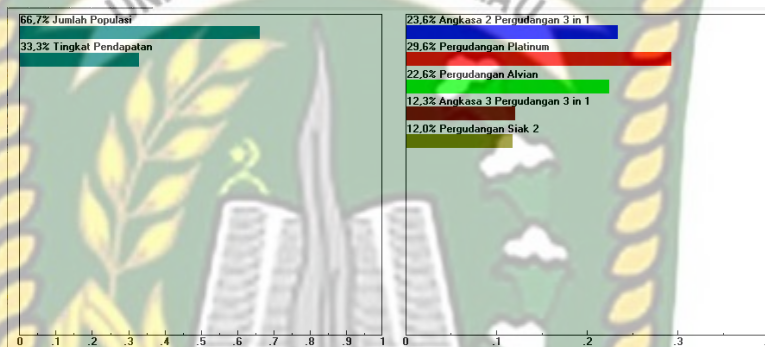 66,7% Jumlah Populasi
33,3% Tingkat Pendapatan
0 .1 .2 .3 .4 .5 .6 .7 .8 .9 1
23,6% Angkasa 2 Pergudangan 3 in 1
29,6% Pergudangan Platinum
22,6% Pergudangan Alvian
12,3% Angkasa 3 Pergudangan 3 in 1
12,0% Pergudangan Siak 2
0 .1 .2 .3